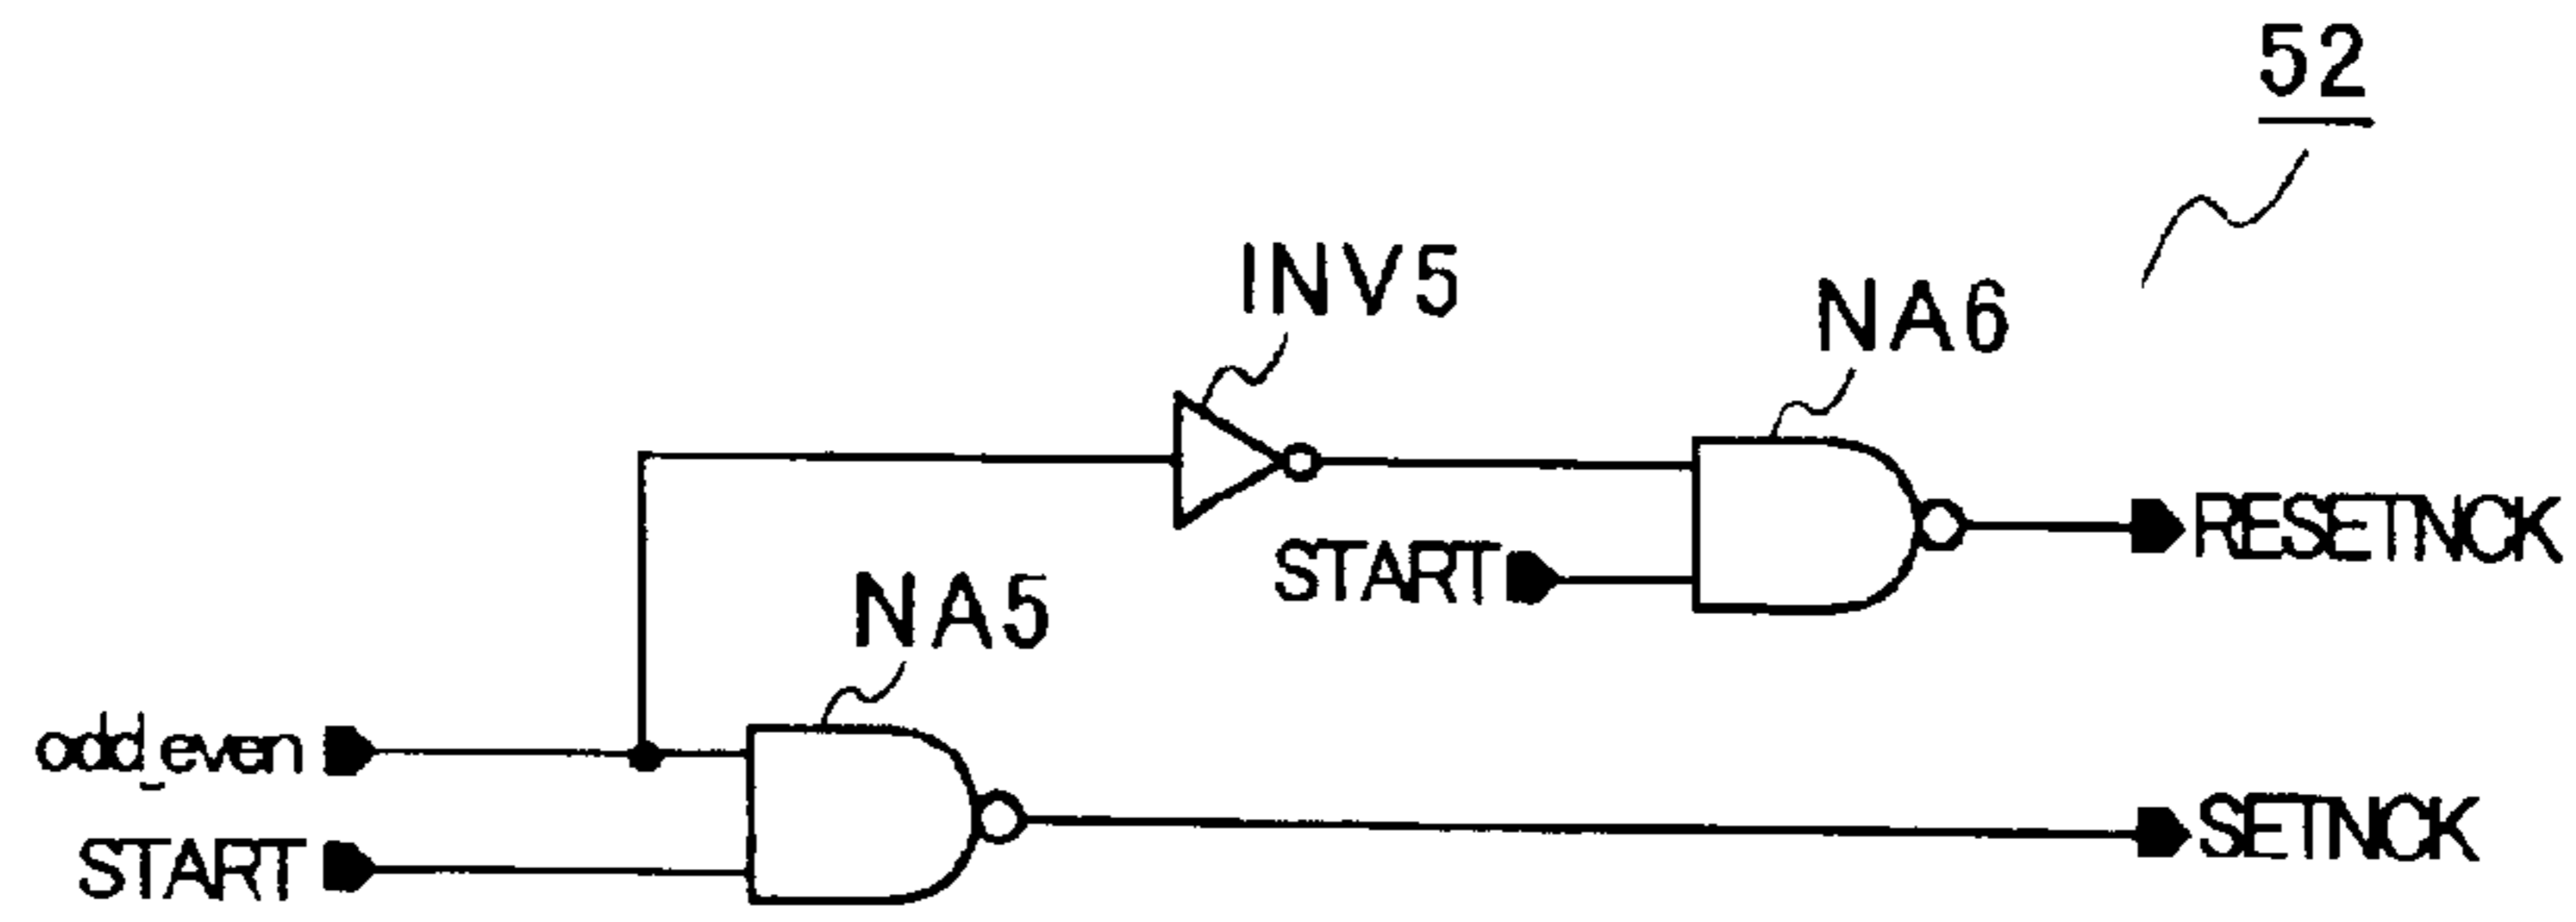 52
INV5
NA6
RESETNCK
START
NA5
odd_even
START
SETNCK